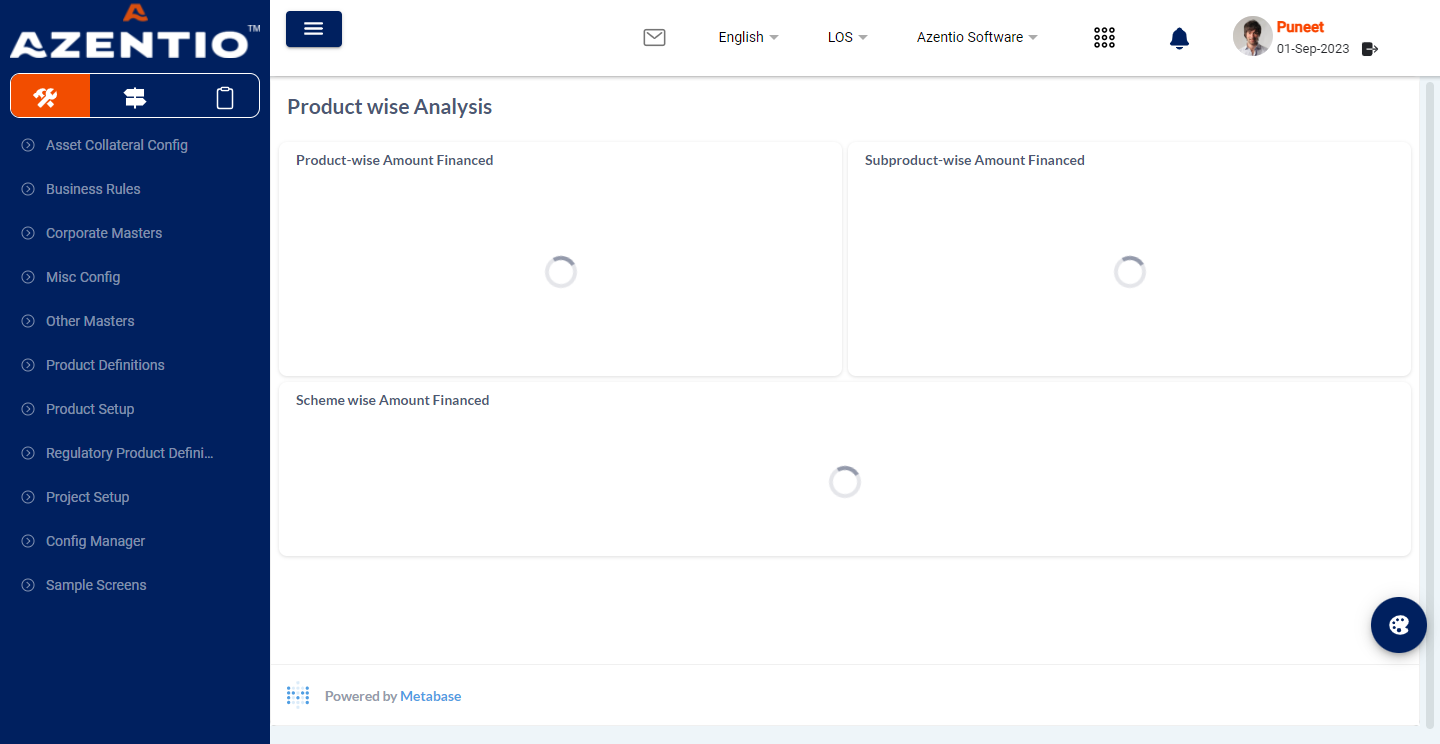 AZENTIO™
English
LOS
Azentio Software
Puneet
01-Sep-2023
Asset Collateral Config
Business Rules
Corporate Masters
Misc Config
Other Masters
Product Definitions
Product Setup
Regulatory Product Defini...
Project Setup
Config Manager
Sample Screens
Product wise Analysis
Product-wise Amount Financed
Subproduct-wise Amount Financed
Scheme wise Amount Financed
Powered by Metabase